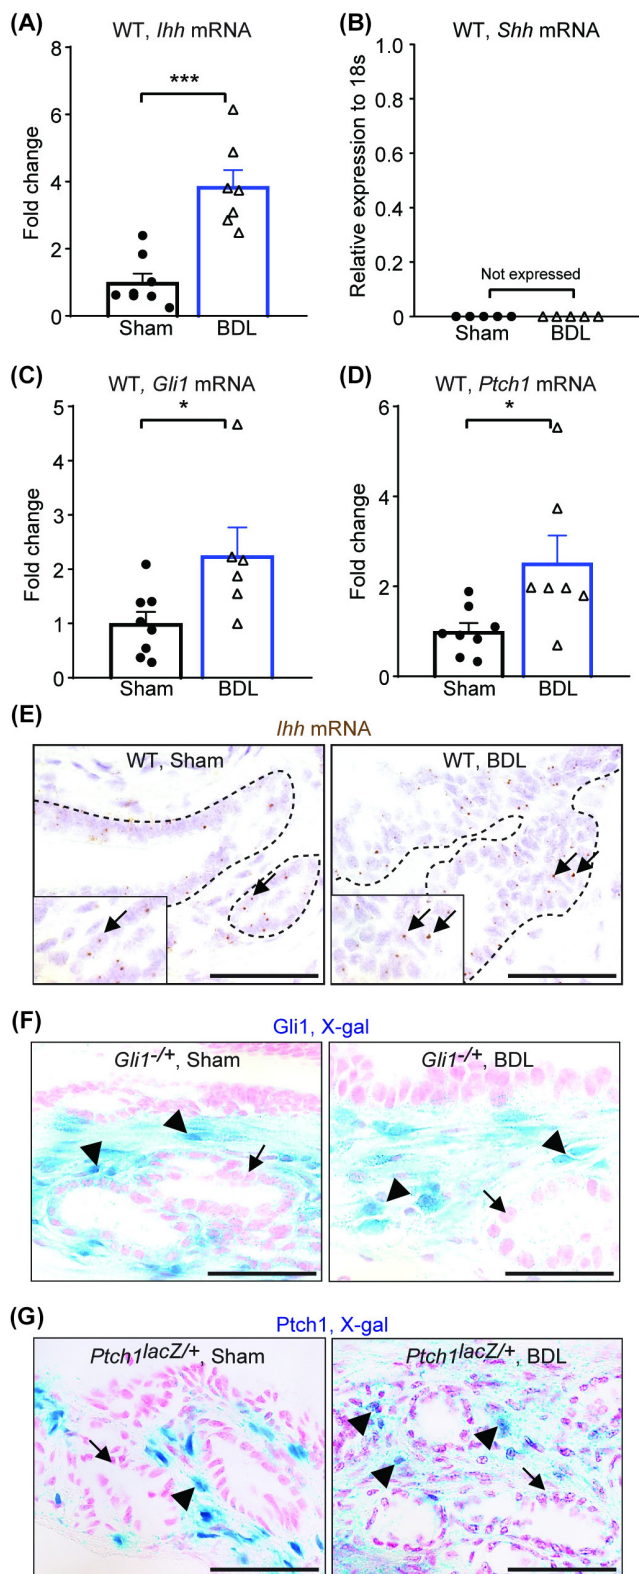 (A)
WT, Ihh mRNA
8
6
4
2
0
Fold change
***
Sham
BDL
(B)
WT, Shh mRNA
1.0
0.8
0.6
0.4
0.2
0
Relative expression to 18s
Not expressed
Sham
BDL
(C)
WT, Gli1 mRNA
5
4
3
2
1
0
Fold change
*
Sham
BDL
(D)
WT, Ptch1 mRNA
6
4
2
0
Fold change
*
Sham
BDL
(E)
Ihh mRNA
WT, Sham
WT, BDL
(F)
Gli1, X-gal
Gli1-/+, Sham
Gli1-/+, BDL
(G)
Ptch1, X-gal
Ptch1lacZ/+, Sham
Ptch1lacZ/+, BDL